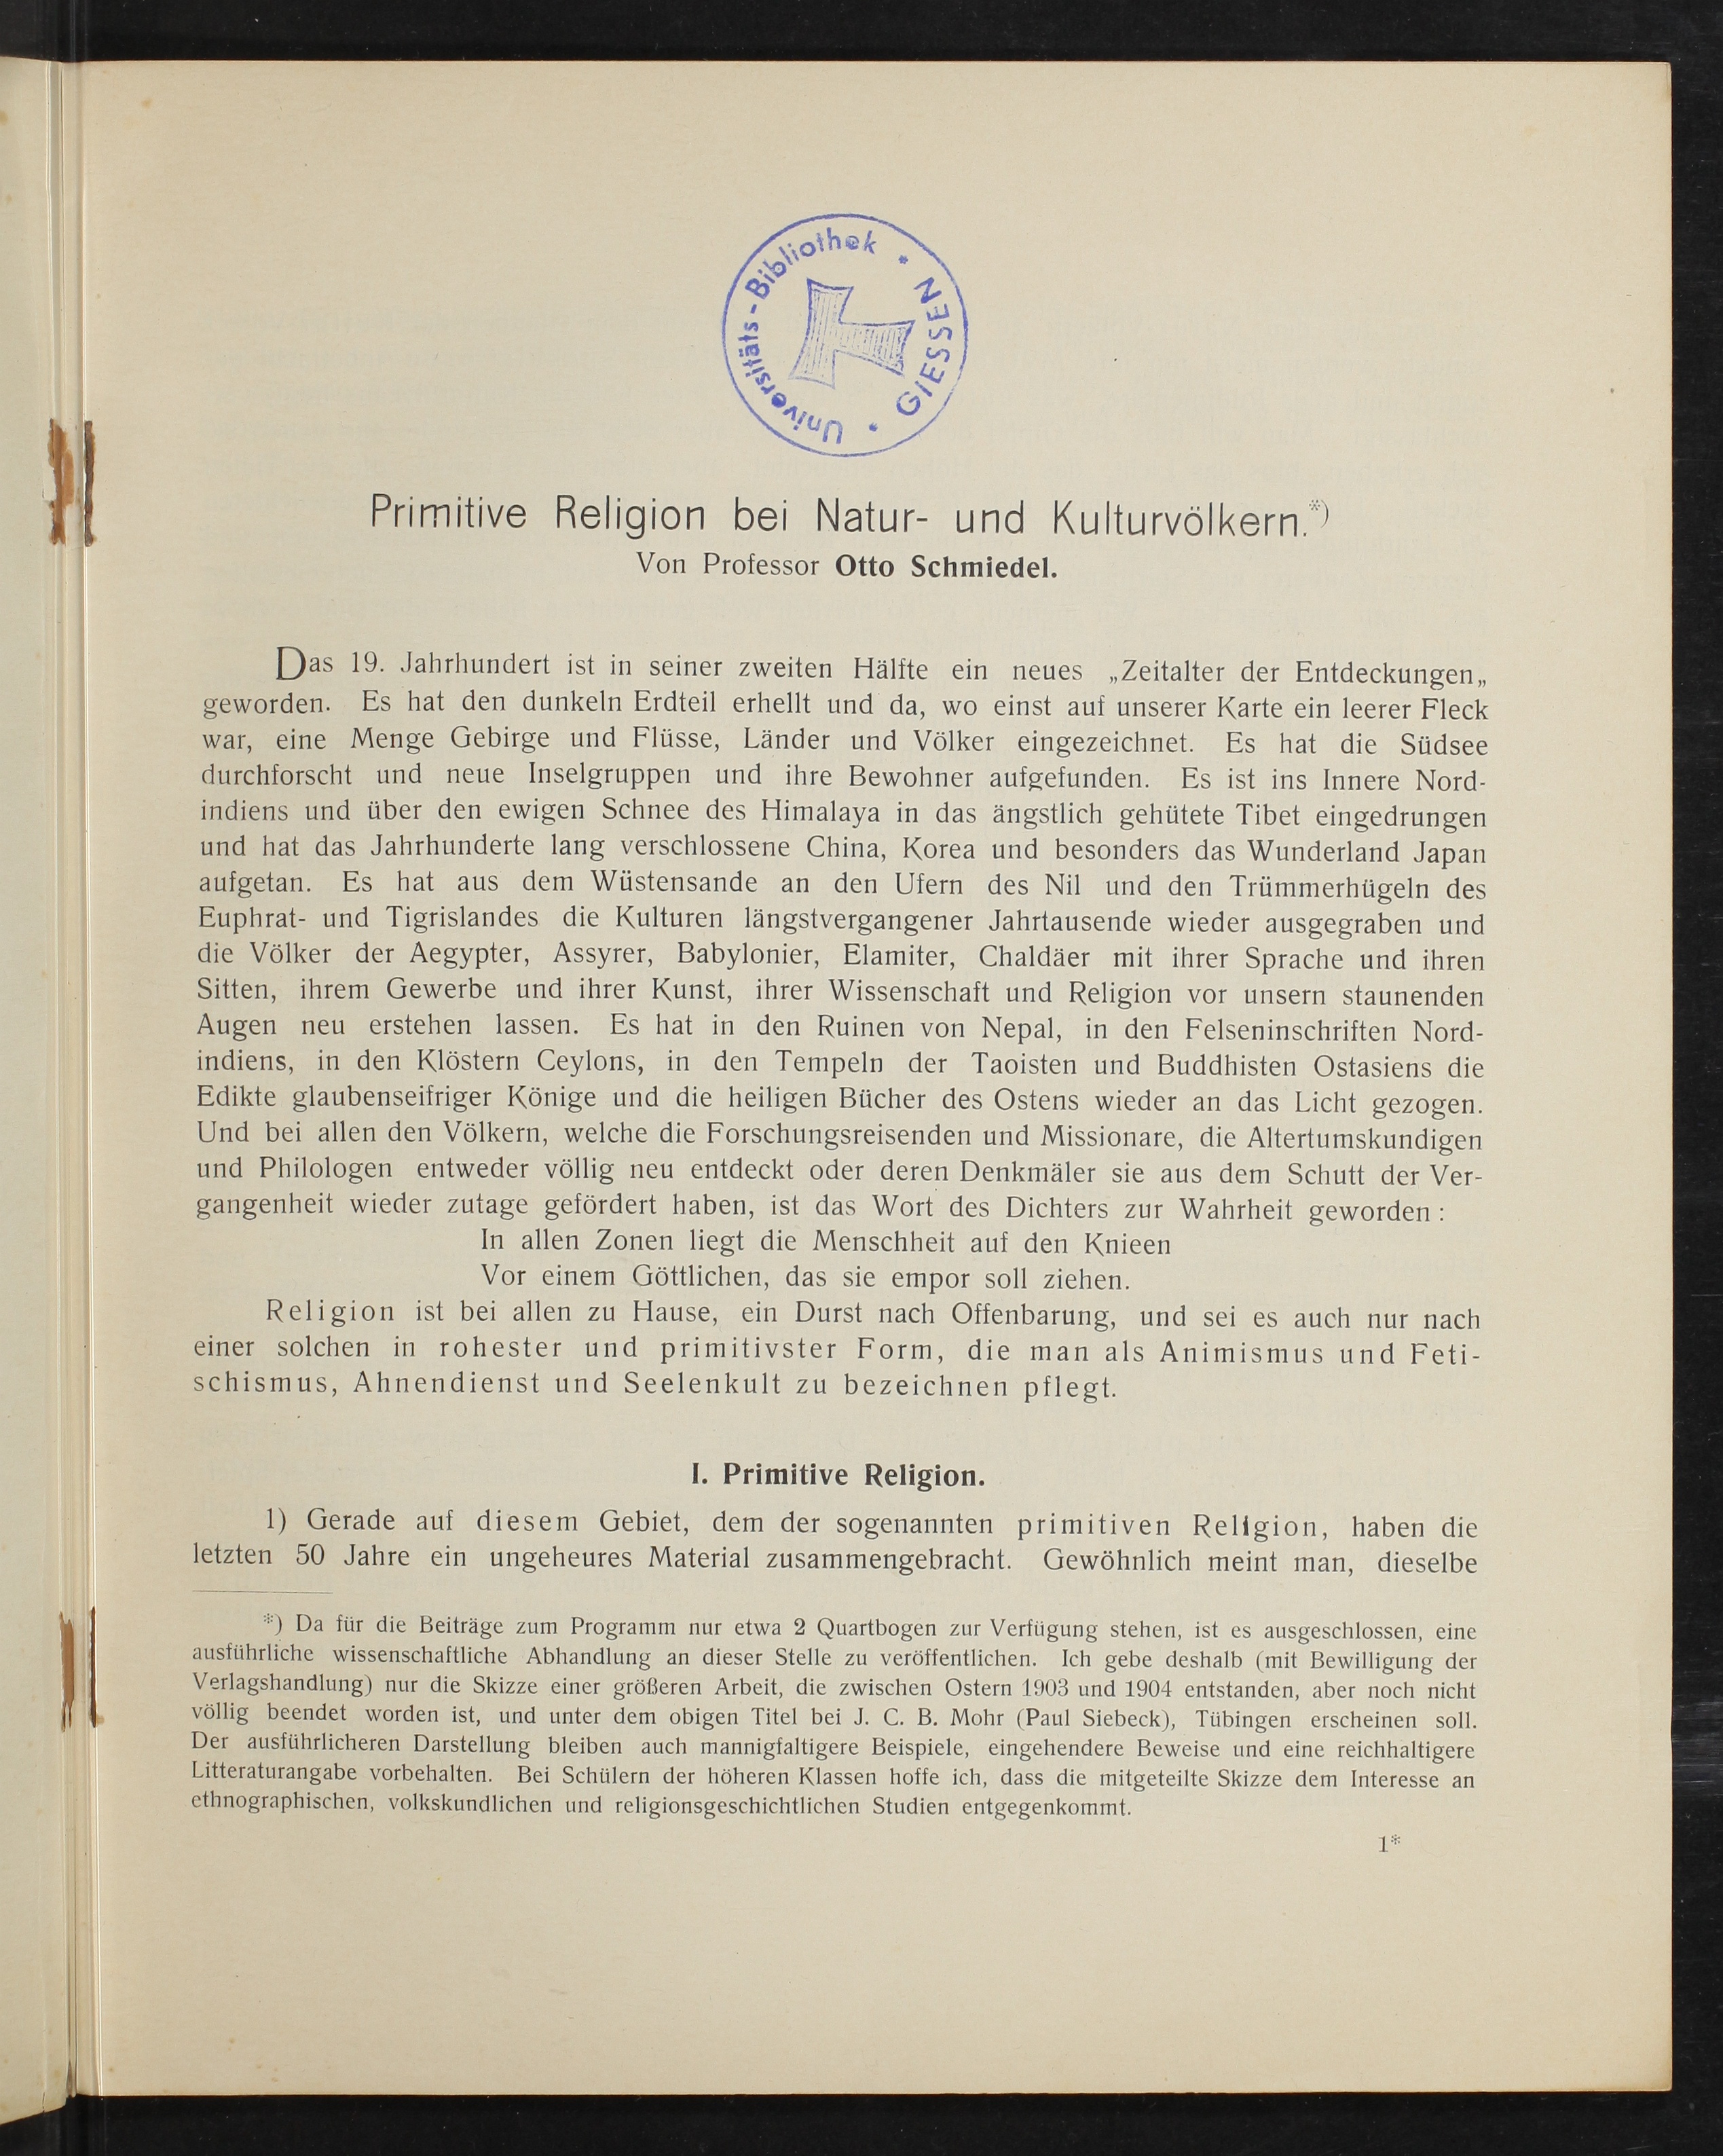 Universitäts-Bibliothek * GIESSEN *
Primitive Religion bei Natur- und Kulturvölkern.*)
Von Professor Otto Schmiedel.
Das 19. Jahrhundert ist in seiner zweiten Hälfte ein neues „Zeitalter der Entdeckungen„
geworden. Es hat den dunkeln Erdteil erhellt und da, wo einst auf unserer Karte ein leerer Fleck
war, eine Menge Gebirge und Flüsse, Länder und Völker eingezeichnet. Es hat die Südsee
durchforscht und neue Inselgruppen und ihre Bewohner aufgefunden. Es ist ins Innere Nord-
indiens und über den ewigen Schnee des Himalaya in das ängstlich gehütete Tibet eingedrungen
und hat das Jahrhunderte lang verschlossene China, Korea und besonders das Wunderland Japan
aufgetan. Es hat aus dem Wüstensande an den Ufern des Nil und den Trümmerhügeln des
Euphrat- und Tigrislandes die Kulturen längstvergangener Jahrtausende wieder ausgegraben und
die Völker der Aegypter, Assyrer, Babylonier, Elamiter, Chaldäer mit ihrer Sprache und ihren
Sitten, ihrem Gewerbe und ihrer Kunst, ihrer Wissenschaft und Religion vor unsern staunenden
Augen neu erstehen lassen. Es hat in den Ruinen von Nepal, in den Felseninschriften Nord-
indiens, in den Klöstern Ceylons, in den Tempeln der Taoisten und Buddhisten Ostasiens die
Edikte glaubenseifriger Könige und die heiligen Bücher des Ostens wieder an das Licht gezogen.
Und bei allen den Völkern, welche die Forschungsreisenden und Missionare, die Altertumskundigen
und Philologen entweder völlig neu entdeckt oder deren Denkmäler sie aus dem Schutt der Ver-
gangenheit wieder zutage gefördert haben, ist das Wort des Dichters zur Wahrheit geworden :
In allen Zonen liegt die Menschheit auf den Knieen
Vor einem Göttlichen, das sie empor soll ziehen.
Religion ist bei allen zu Hause, ein Durst nach Offenbarung, und sei es auch nur nach
einer solchen in rohester und primitivster Form, die man als Animismus und Feti-
schismus, Ahnendienst und Seelenkult zu bezeichnen pflegt.
I. Primitive Religion.
1) Gerade auf diesem Gebiet, dem der sogenannten primitiven Religion, haben die
letzten 50 Jahre ein ungeheures Material zusammengebracht. Gewöhnlich meint man, dieselbe
*) Da für die Beiträge zum Programm nur etwa 2 Quartbogen zur Verfügung stehen, ist es ausgeschlossen, eine
ausführliche wissenschaftliche Abhandlung an dieser Stelle zu veröffentlichen. Ich gebe deshalb (mit Bewilligung der
Verlagshandlung) nur die Skizze einer größeren Arbeit, die zwischen Ostern 1903 und 1904 entstanden, aber noch nicht
völlig beendet worden ist, und unter dem obigen Titel bei J. C. B. Mohr (Paul Siebeck), Tübingen erscheinen soll.
Der ausführlicheren Darstellung bleiben auch mannigfaltigere Beispiele, eingehendere Beweise und eine reichhaltigere
Litteraturangabe vorbehalten. Bei Schülern der höheren Klassen hoffe ich, dass die mitgeteilte Skizze dem Interesse an
ethnographischen, volkskundlichen und religionsgeschichtlichen Studien entgegenkommt.
1*